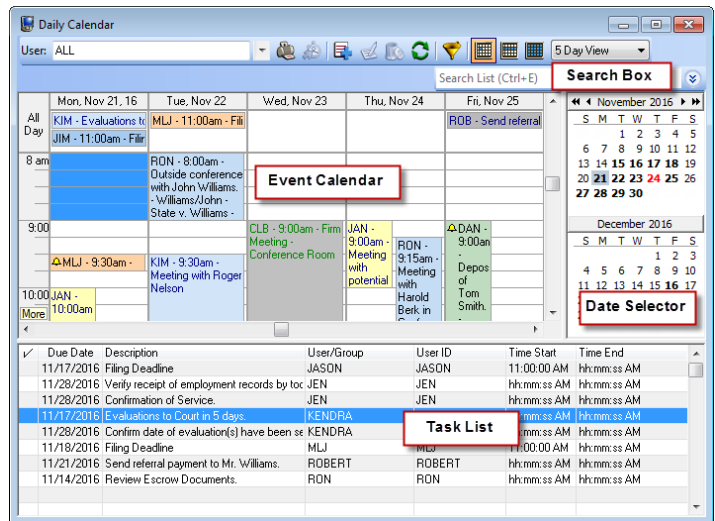 Daily Calendar
User: ALL
5 Day View
Search List (Ctrl+E)
Search Box
Mon, Nov 21, 16 Tue, Nov 22 Wed, Nov 23 Thu, Nov 24 Fri, Nov 25
All
Day
KIM - Evaluations to
JIM - 11:00am - Filir
MLJ - 11:00am - Fili
ROB - Send referral
8 am
RON - 8:00am -
Outside conference
with John Williams.
- Williams/John -
State v. Williams -
Event Calendar
9:00
MLJ - 9:30am -
KIM - 9:30am -
Meeting with Roger
Nelson
CLB - 9:00am - Firm
Meeting -
Conference Room
JAN -
9:00am -
Meeting
with
potential
RON -
9:15am -
Meeting
with
Harold
Berk in
DAN -
9:00an
-
Depos
of
Tom
Smith.
-
10:00
More
JAN -
10:00am
November 2016
S M T W T F S
1 2 3 4 5
6 7 8 9 10 11 12
13 14 15 16 17 18 19
20 21 22 23 24 25 26
27 28 29 30
December 2016
S M T W T F S
1 2 3
4 5 6 7 8 9 10
11 12 13 14 15 16 17
Date Selector
Due Date Description User/Group User ID Time Start Time End
11/17/2016 Filing Deadline JASON JASON 11:00:00 AM hh:mm:ss AM
11/28/2016 Verify receipt of employment records by toc JEN JEN hh:mm:ss AM hh:mm:ss AM
11/28/2016 Confirmation of Service. JEN JEN hh:mm:ss AM hh:mm:ss AM
11/17/2016 Evaluations to Court in 5 days. KENDRA hh:mm:ss AM
11/28/2016 Confirm date of evaluation(s) have been se KENDRA hh:mm:ss AM
Task List
11/18/2016 Filing Deadline MLJ MLJ 11:00:00 AM hh:mm:ss AM
11/21/2016 Send referral payment to Mr. Williams. ROBERT ROBERT hh:mm:ss AM hh:mm:ss AM
11/14/2016 Review Escrow Documents. RON RON hh:mm:ss AM hh:mm:ss AM